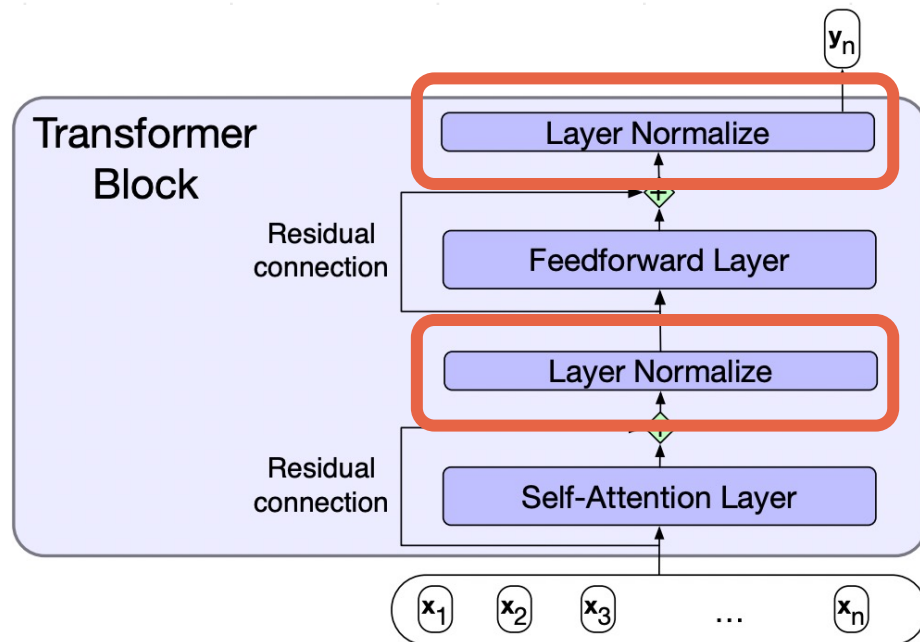 yn
Transformer
Block
Layer Normalize
+
Residual
connection
Feedforward Layer
Layer Normalize
+
Residual
connection
Self-Attention Layer
x1 x2 x3 ... xn